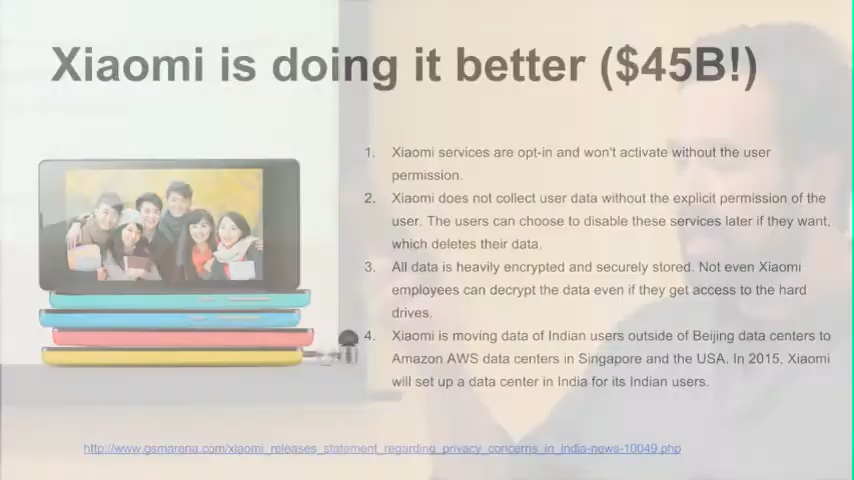 Xiaomi is doing it better ($45B!)
1. Xiaomi services are opt-in and won't activate without the user
permission.
2. Xiaomi does not collect user data without the explicit permission of the
user. The users can choose to disable these services later if they want,
which deletes their data.
3. All data is heavily encrypted and securely stored. Not even Xiaomi
employees can decrypt the data even if they get access to the hard
drives.
4. Xiaomi is moving data of Indian users outside of Beijing data centers to
Amazon AWS data centers in Singapore and the USA. In 2015, Xiaomi
will set up a data center in India for its Indian users.
http://www.gsmarena.com/xiaomi_releases_statement_regarding_privacy_concerns_in_india-news-10049.php